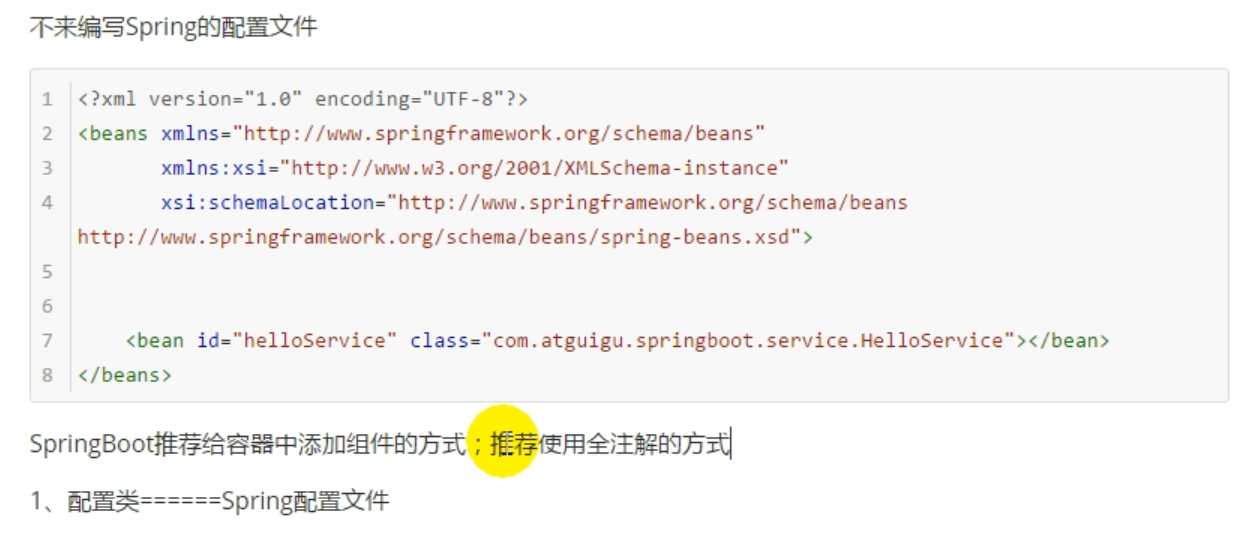 不来编写Spring的配置文件
1 <?xml version="1.0" encoding="UTF-8"?>
2 <beans xmlns="http://www.springframework.org/schema/beans"
3 xmlns:xsi="http://www.w3.org/2001/XMLSchema-instance"
4 xsi:schemaLocation="http://www.springframework.org/schema/beans
http://www.springframework.org/schema/beans/spring-beans.xsd">
5
6
7 <bean id="helloService" class="com.atguigu.springboot.service.HelloService"></bean>
8 </beans>
SpringBoot推荐给容器中添加组件的方式；推荐使用全注解的方式
1、配置类======Spring配置文件